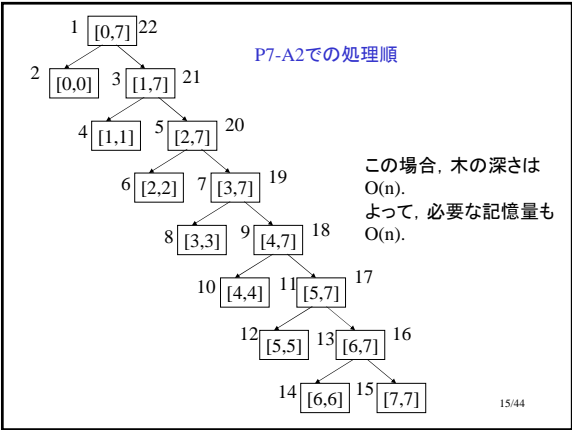 1 [0,7] 22
P7-A2での処理順
2 [0,0] 3 [1,7] 21
4 [1,1] 5 [2,7] 20
6 [2,2] 7 [3,7] 19
この場合, 木の深さは
O(n).
よって, 必要な記憶量も
O(n).
8 [3,3] 9 [4,7] 18
10 [4,4] 11 [5,7] 17
12 [5,5] 13 [6,7] 16
14 [6,6] 15 [7,7]
15/44